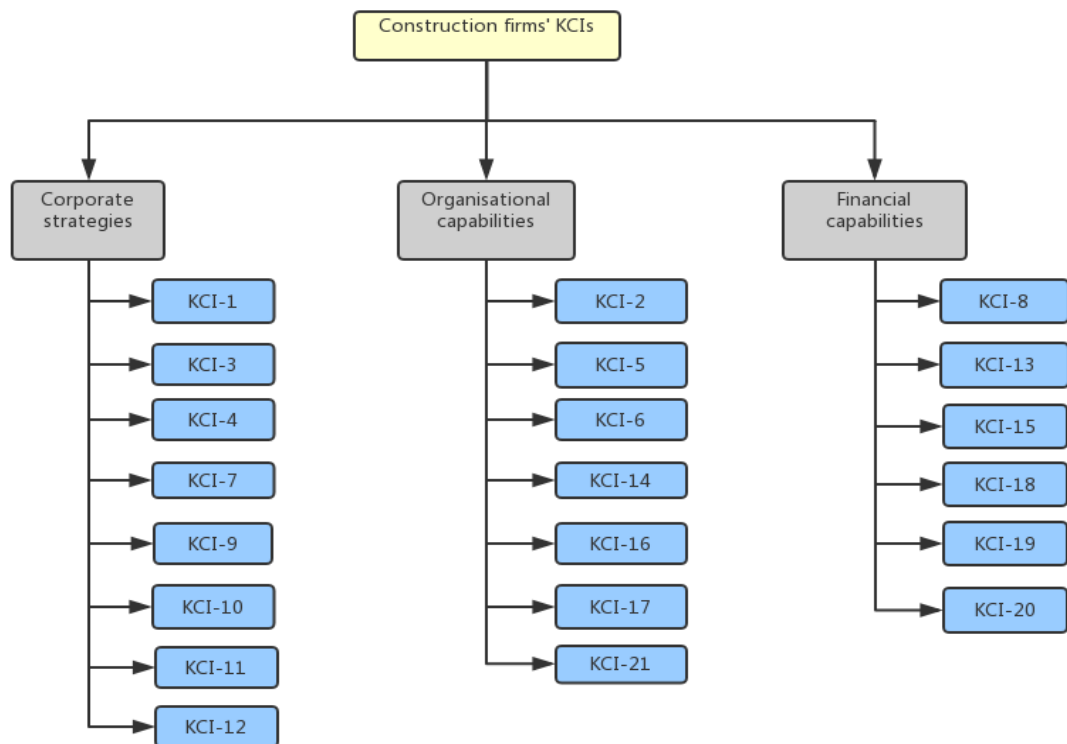 Construction firms' KCIs
Corporate
strategies
KCI-1
KCI-3
KCI-4
KCI-7
KCI-9
KCI-10
KCI-11
KCI-12
Organisational
capabilities
KCI-2
KCI-5
KCI-6
KCI-14
KCI-16
KCI-17
KCI-21
Financial
capabilities
KCI-8
KCI-13
KCI-15
KCI-18
KCI-19
KCI-20